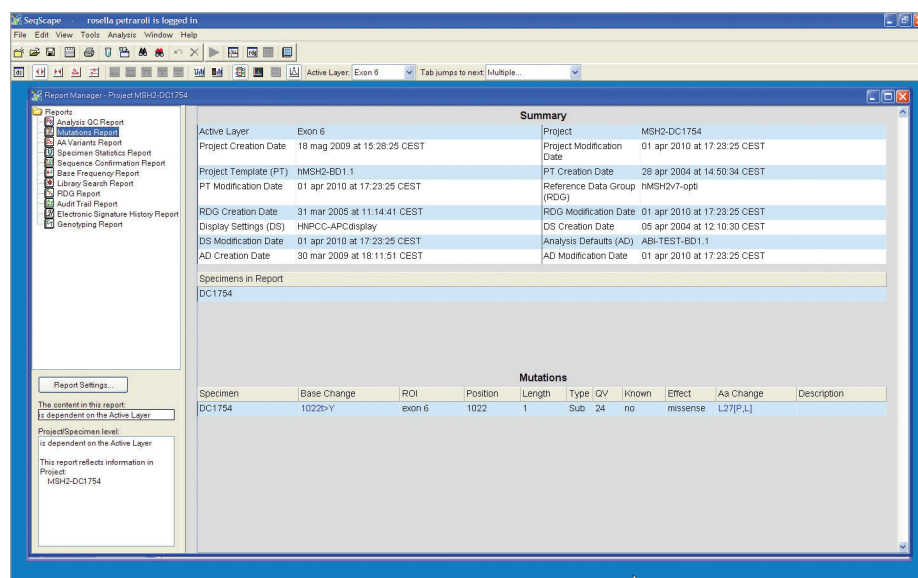 SeqScape - rosella petraroli is logged in
File Edit View Tools Analysis Window Help
Active Layer: Exon 6 Tab jumps to next: Multiple...
Report Manager - Project MSH2-DC1754
Reports
Analysis QC Report
Mutations Report
AA Variants Report
Specimen Statistics Report
Sequence Confirmation Report
Base Frequency Report
Library Search Report
RDG Report
Audit Trail Report
Electronic Signature History Report
Genotyping Report
Report Settings...
The content in this report:
is dependent on the Active Layer
Project/Specimen level:
is dependent on the Active Layer
This report reflects information in
Project:
MSH2-DC1754
Summary
Active Layer Exon 6 Project MSH2-DC1754
Project Creation Date 18 mag 2009 at 15:28:25 CEST Project Modification Date 01 apr 2010 at 17:23:25 CEST
Project Template (PT) hMSH2-BD1.1 PT Creation Date 28 apr 2004 at 14:50:34 CEST
PT Modification Date 01 apr 2010 at 17:23:25 CEST Reference Data Group (RDG) hMSH2v7-opti
RDG Creation Date 31 mar 2005 at 11:14:41 CEST RDG Modification Date 01 apr 2010 at 17:23:25 CEST
Display Settings (DS) HNPCC-APCdisplay DS Creation Date 05 apr 2004 at 12:10:30 CEST
DS Modification Date 01 apr 2010 at 17:23:25 CEST Analysis Defaults (AD) ABI-TEST-BD1.1
AD Creation Date 30 mar 2009 at 18:11:51 CEST AD Modification Date 01 apr 2010 at 17:23:25 CEST
Specimens in Report
DC1754
Mutations
Specimen Base Change ROI Position Length Type QV Known Effect Aa Change Description
DC1754 1022t>Y exon 6 1022 1 Sub 24 no missense L27[P,L]